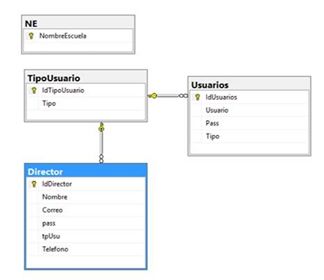 NE
NombreEscuela
TipoUsuario
IdTipoUsuario
Tipo
Usuarios
IdUsuarios
Usuario
Pass
Tipo
Director
IdDirector
Nombre
Correo
pass
tpUsu
Telefono